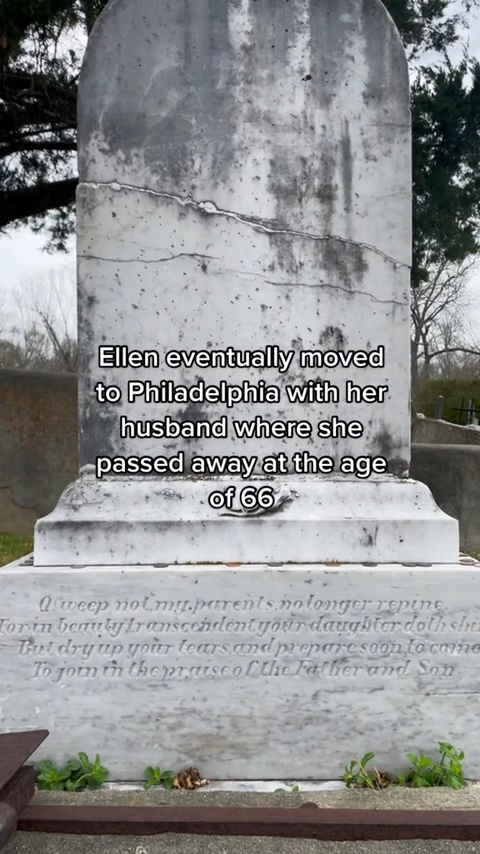 Ellen eventually moved
to Philadelphia with her
husband where she
passed away at the age
of 66
O weep not my parents no longer repine
For in beauty transcendent your daughter doth shin
But dry up your tears and prepare soon to come
To join in the praise of the Father and Son